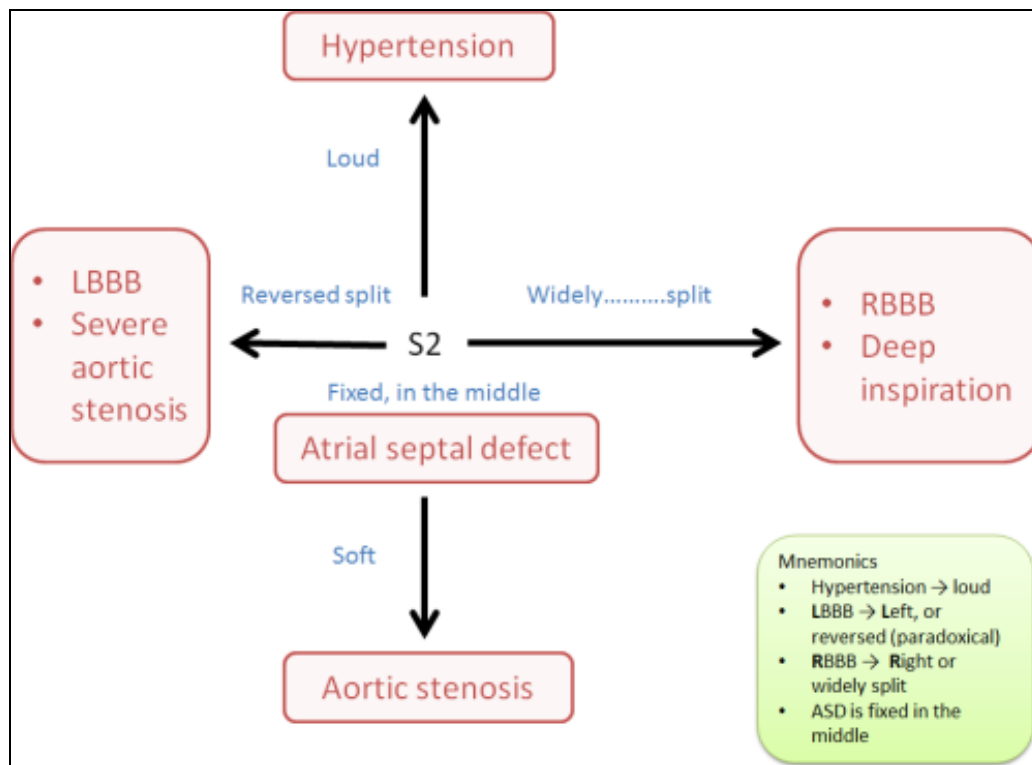 Hypertension
Loud
• LBBB
• Severe
aortic
stenosis
Reversed split
S2
Widely..........split
• RBBB
• Deep
inspiration
Fixed, in the middle
Atrial septal defect
Soft
Aortic stenosis
Mnemonics
• Hypertension → loud
• LBBB → Left, or
reversed (paradoxical)
• RBBB → Right or
widely split
• ASD is fixed in the
middle